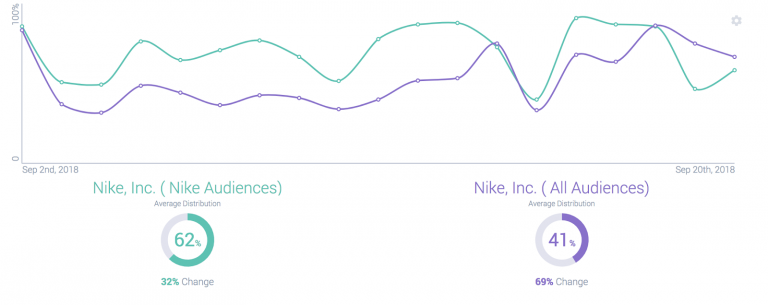 100%
0
Sep 2nd, 2018
Sep 20th, 2018
Nike, Inc. ( Nike Audiences)
Average Distribution
62%
32% Change
Nike, Inc. ( All Audiences)
Average Distribution
41%
69% Change